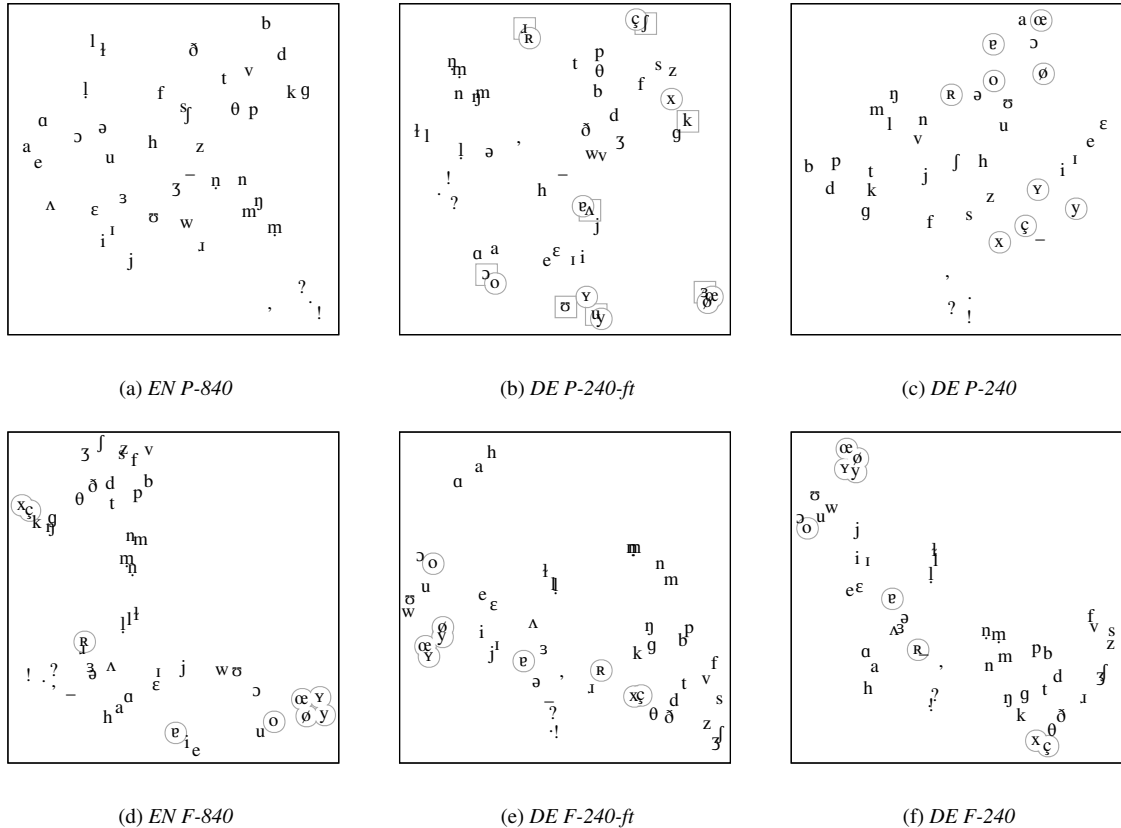 b
l ɫ ð d
t v
ḷ f k ɡ
s ʃ θ p
ɑ ɔ ə h z
a e u
ʒ – ṇ n
ʌ ɛ ɜ ʊ w m ŋ ṃ
i ɪ j ɹ
? , . !
(a) EN P-840
ɹ ʀ ç ʃ
ṇ ṃ t p θ s z
n ŋ m b f x
ɫ l d k
ḷ ə , ð ʒ ɡ
w v
! . ? h –
ɐ ʌ j
ɑ a e ɛ ɪ i
ɔ o
ʊ ʏ u y ɜ œ ø
(b) DE P-240-ft
a œ
ɐ ɔ
o ø
m ŋ ʀ ə ʊ
l n v u ɛ e
b p t ʃ h ɪ i
d k j z ʏ
ɡ f s y
x ç –
,
? . !
(c) DE P-240
ʒ ʃ z s f v
θ ð d t p b
x ç k ŋ ɡ
n m
ṃ ṇ
ḷ l ɫ
ʀ ɹ
! . ? , ɜ ə ʌ ɪ ɛ j w ʊ
– h a ɑ ɔ œ ʏ
ɐ i e u o ø y
(d) EN F-840
ɑ a h
ɔ o ɫ l ḷ ṃ ṇ n m
u ʊ w e ɛ
ø y œ ʏ i j ɪ ʌ ɜ ŋ k ɡ b p
ɐ ə , ɹ ʀ f v
– ? . ! x ç t d s
θ ð z ʒ ʃ
(e) DE F-240-ft
œ ø ʏ y
ʊ w
ɔ o u j
i ɪ ɫ l ḷ
e ɛ ɐ
ʌ ɜ ə ṇ ṃ f v s z
ɑ a ʀ – , n m p b
h ? . ! ŋ ɡ t d ɹ ʒ ʃ
k θ ð
x ç
(f) DE F-240